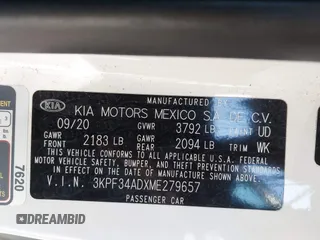 MANUFACTURED BY
KIA KIA MOTORS MEXICO S.A. DE C.V.
09/20 GVWR 3792 LB PAINT UD
GAWR GAWR
FRONT 2183 LB REAR 2094 LB TRIM WK
THIS VEHICLE CONFORMS TO ALL APPLICABLE U.S.A. FEDERAL
MOTOR VEHICLE SAFETY, BUMPER, AND THEFT PREVENTION STANDARDS
IN EFFECT ON THE DATE OF MANUFACTURE SHOWN ABOVE.
V.I.N. 3KPF34ADXME279657
PASSENGER CAR
7620
DREAMBID